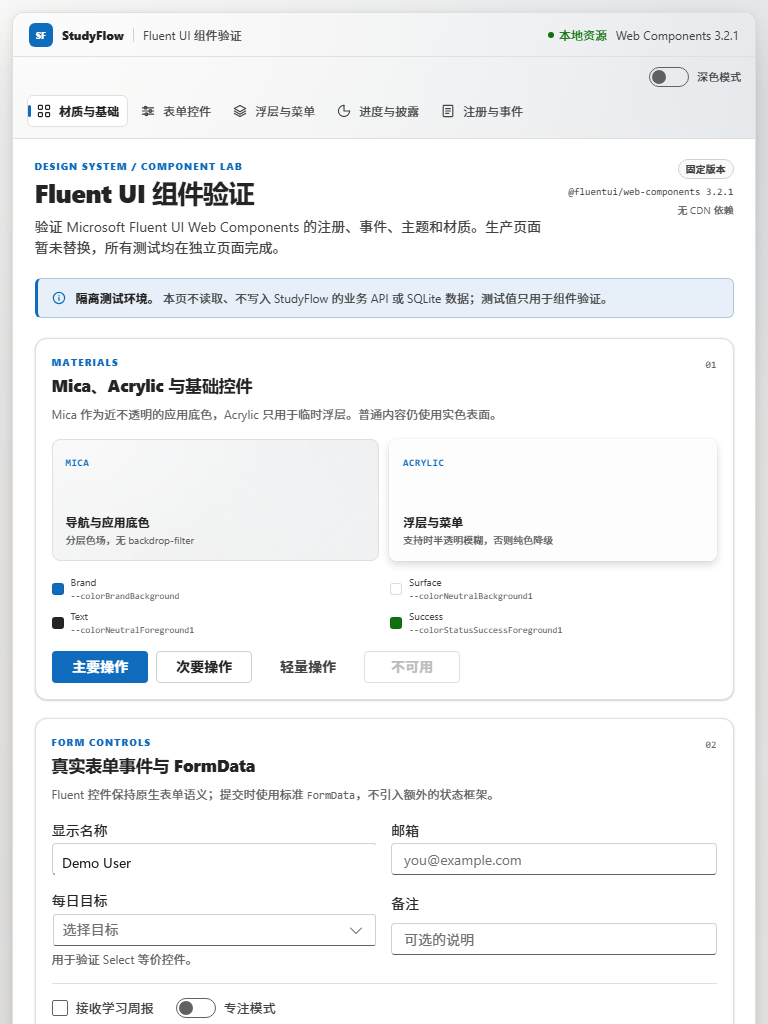 SF StudyFlow Fluent UI 组件验证 本地资源 Web Components 3.2.1
深色模式
材质与基础 表单控件 浮层与菜单 进度与披露 注册与事件
DESIGN SYSTEM / COMPONENT LAB
固定版本
Fluent UI 组件验证
@fluentui/web-components 3.2.1
无 CDN 依赖
验证 Microsoft Fluent UI Web Components 的注册、事件、主题和材质。生产页面
暂未替换，所有测试均在独立页面完成。
隔离测试环境。 本页不读取、不写入 StudyFlow 的业务 API 或 SQLite 数据；测试值只用于组件验证。
MATERIALS
01
Mica、Acrylic 与基础控件
Mica 作为近不透明的应用底色，Acrylic 只用于临时浮层。普通内容仍使用实色表面。
MICA
导航与应用底色
分层色场，无 backdrop-filter
ACRYLIC
浮层与菜单
支持时半透明模糊，否则纯色降级
Brand
--colorBrandBackground
Surface
--colorNeutralBackground1
Text
--colorNeutralForeground1
Success
--colorStatusSuccessForeground1
主要操作 次要操作 轻量操作 不可用
FORM CONTROLS
02
真实表单事件与 FormData
Fluent 控件保持原生表单语义；提交时使用标准 FormData，不引入额外的状态框架。
显示名称
Demo User
邮箱
you@example.com
每日目标
选择目标
用于验证 Select 等价控件。
备注
可选的说明
接收学习周报 专注模式